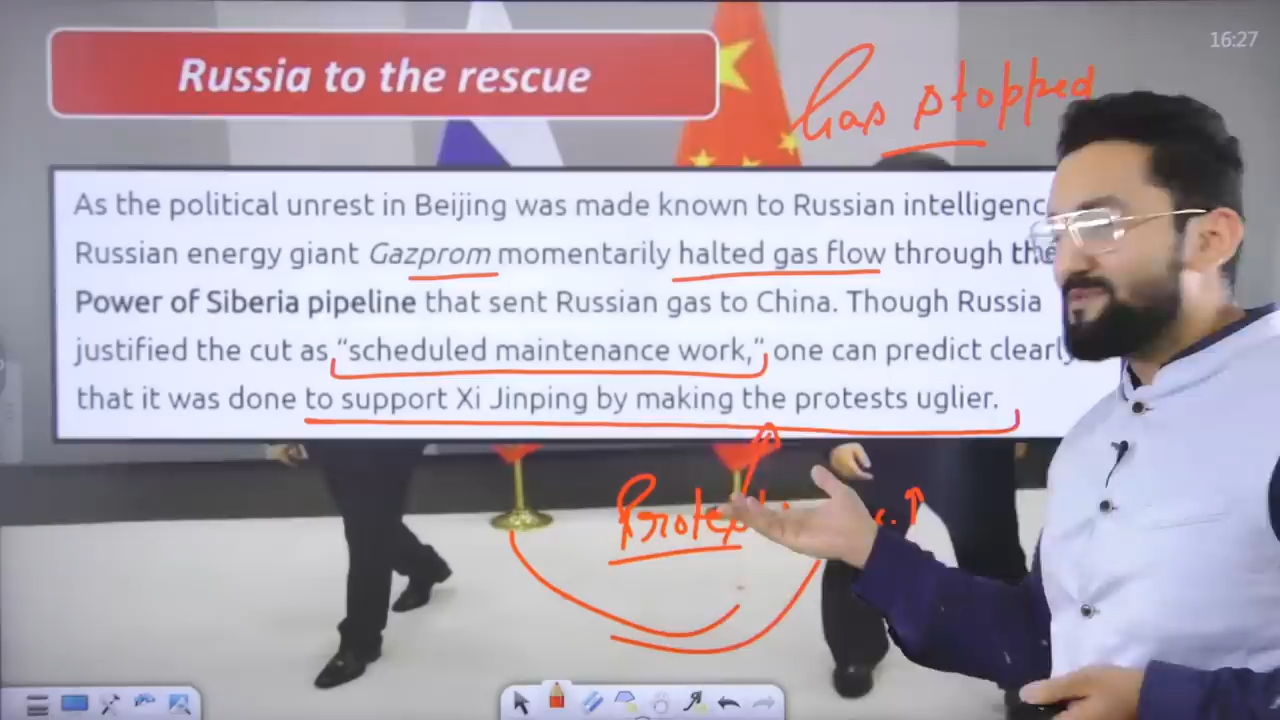 16:27
Russia to the rescue
Gas stopped
As the political unrest in Beijing was made known to Russian intelligenc
Russian energy giant Gazprom momentarily halted gas flow through the
Power of Siberia pipeline that sent Russian gas to China. Though Russia
justified the cut as “scheduled maintenance work,”, one can predict clearly
that it was done to support Xi Jinping by making the protests uglier.